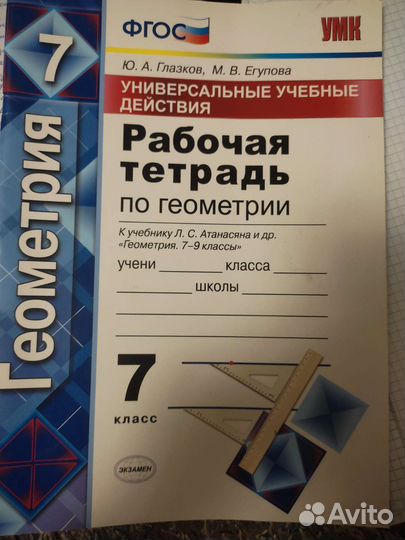 ФГОС
УМК
Ю. А. Глазков, М. В. Егупова
УНИВЕРСАЛЬНЫЕ УЧЕБНЫЕ
ДЕЙСТВИЯ
Рабочая
тетрадь
по геометрии
К учебнику Л. С. Атанасяна и др.
«Геометрия. 7–9 классы»
учени класса
школы
7
класс
ЭКЗАМЕН
Геометрия 7
Avito